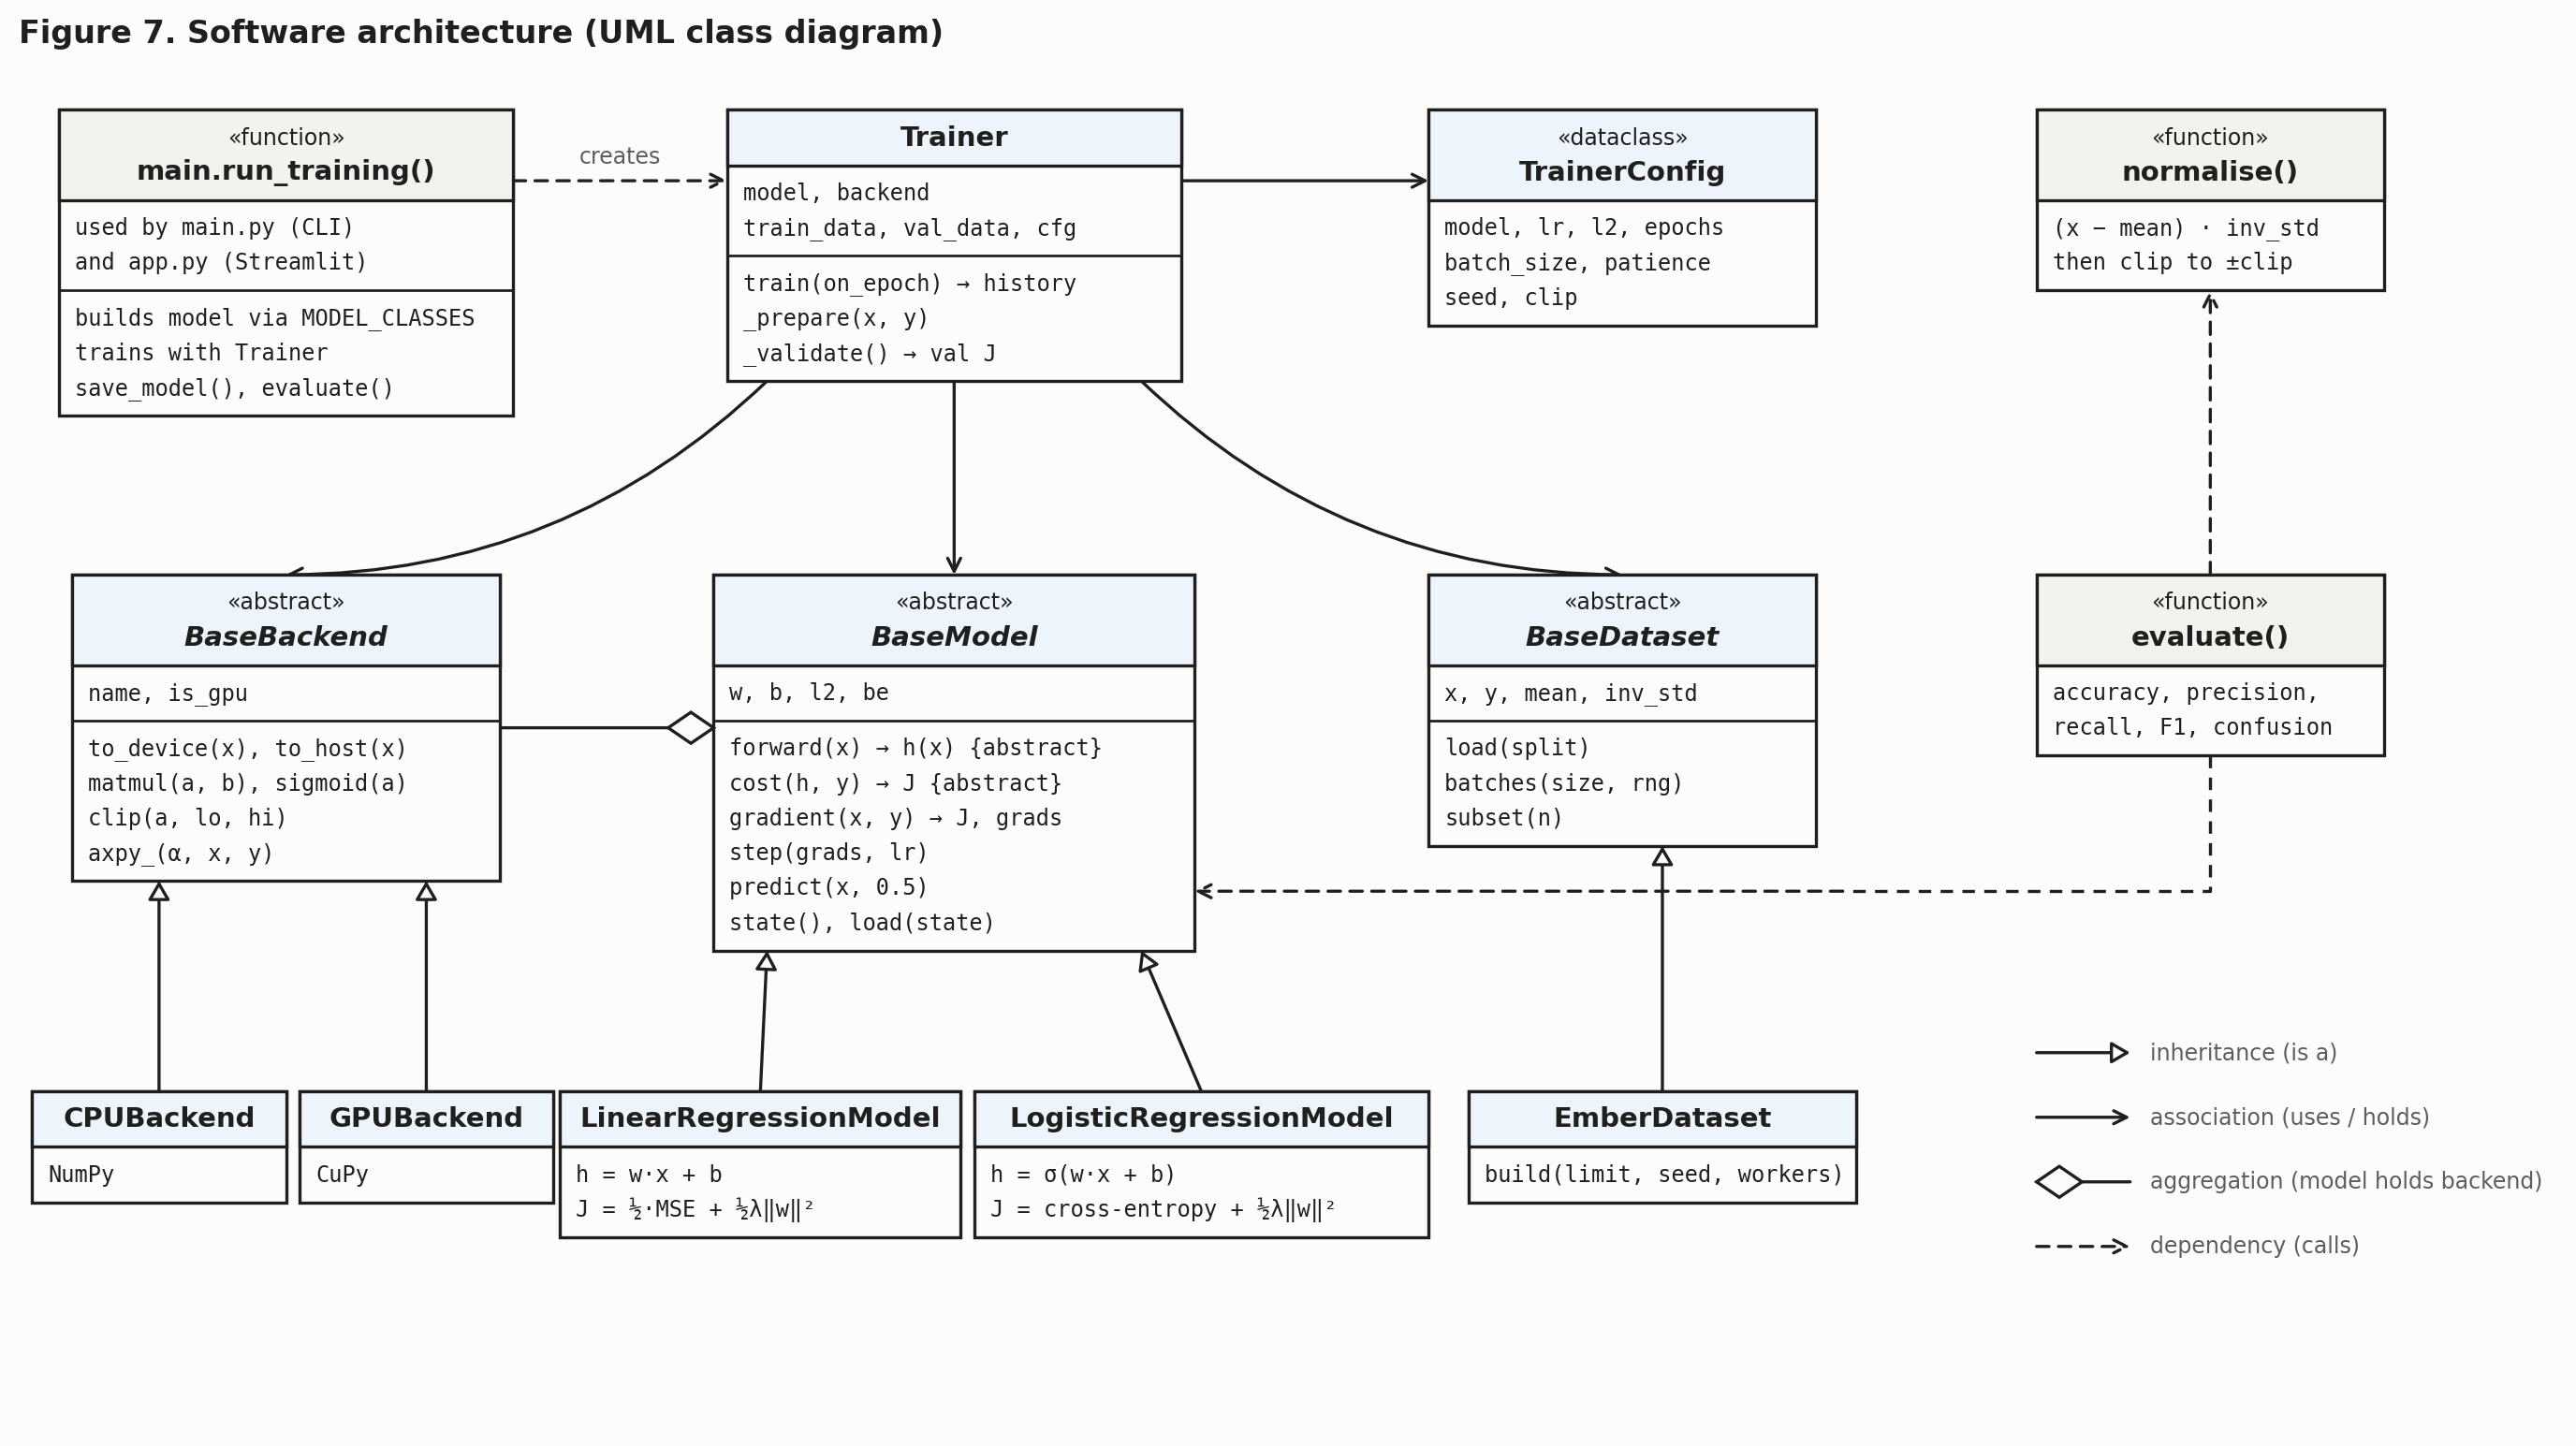 Figure 7. Software architecture (UML class diagram)
«function»
main.run_training()
used by main.py (CLI)
and app.py (Streamlit)
builds model via MODEL_CLASSES
trains with Trainer
save_model(), evaluate()
creates
Trainer
model, backend
train_data, val_data, cfg
train(on_epoch) → history
_prepare(x, y)
_validate() → val J
«dataclass»
TrainerConfig
model, lr, l2, epochs
batch_size, patience
seed, clip
«function»
normalise()
(x − mean) · inv_std
then clip to ±clip
«abstract»
BaseBackend
name, is_gpu
to_device(x), to_host(x)
matmul(a, b), sigmoid(a)
clip(a, lo, hi)
axpy_(α, x, y)
«abstract»
BaseModel
w, b, l2, be
forward(x) → h(x) {abstract}
cost(h, y) → J {abstract}
gradient(x, y) → J, grads
step(grads, lr)
predict(x, 0.5)
state(), load(state)
«abstract»
BaseDataset
x, y, mean, inv_std
load(split)
batches(size, rng)
subset(n)
«function»
evaluate()
accuracy, precision,
recall, F1, confusion
CPUBackend
NumPy
GPUBackend
CuPy
LinearRegressionModel
h = w·x + b
J = ½·MSE + ½λ‖w‖²
LogisticRegressionModel
h = σ(w·x + b)
J = cross-entropy + ½λ‖w‖²
EmberDataset
build(limit, seed, workers)
inheritance (is a)
association (uses / holds)
aggregation (model holds backend)
dependency (calls)